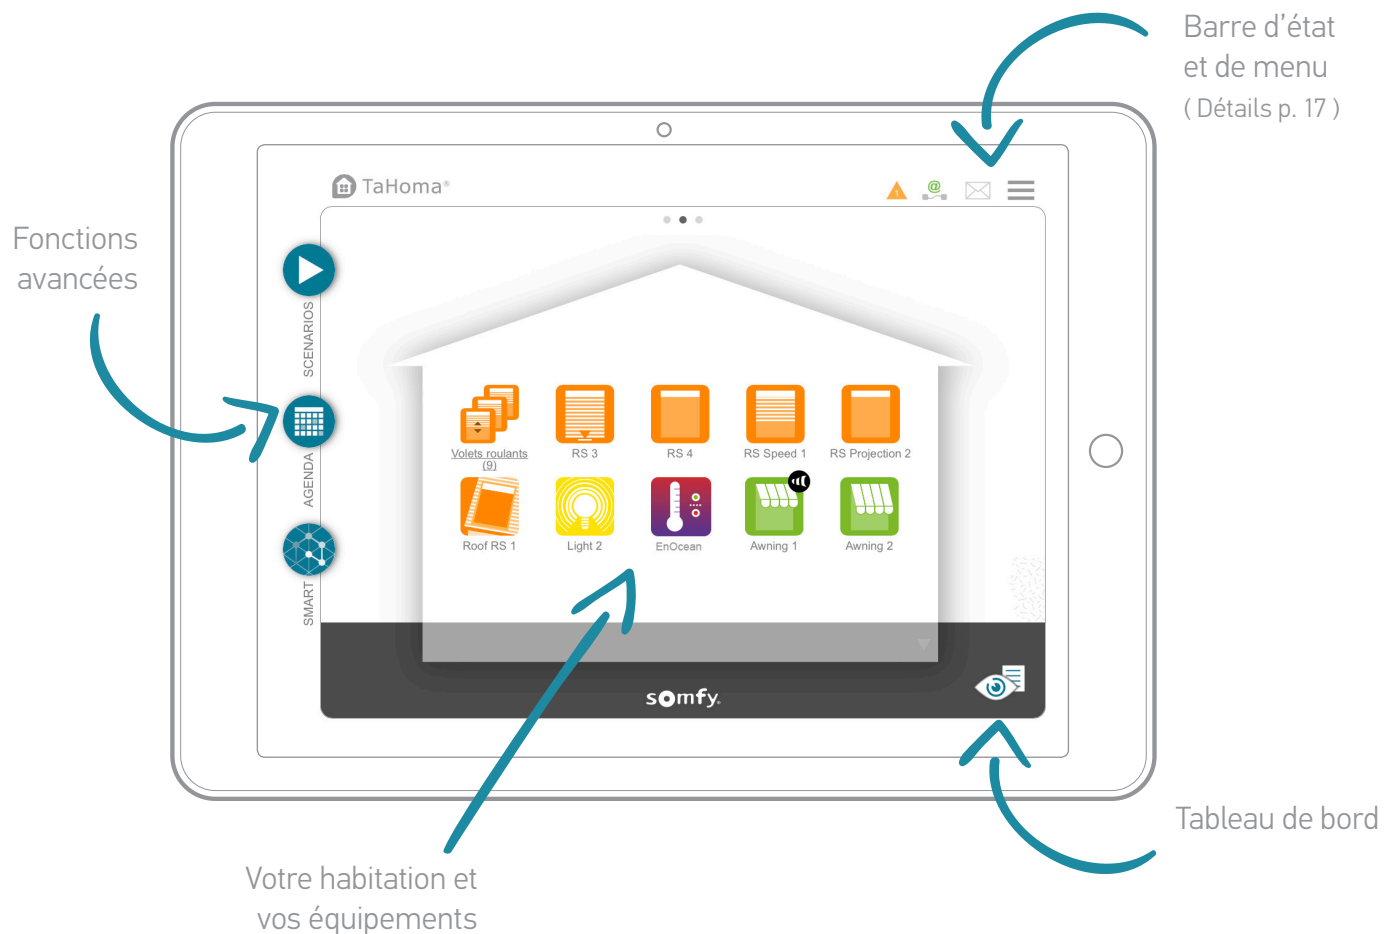 Barre d’état
et de menu
( Détails p. 17 )
TaHoma®
1
@
Fonctions
avancées
SCENARIOS
AGENDA
SMART
Volets roulants
(9)
RS 3
RS 4
RS Speed 1
RS Projection 2
Roof RS 1
Light 2
EnOcean
Awning 1
Awning 2
somfy.
Tableau de bord
Votre habitation et
vos équipements